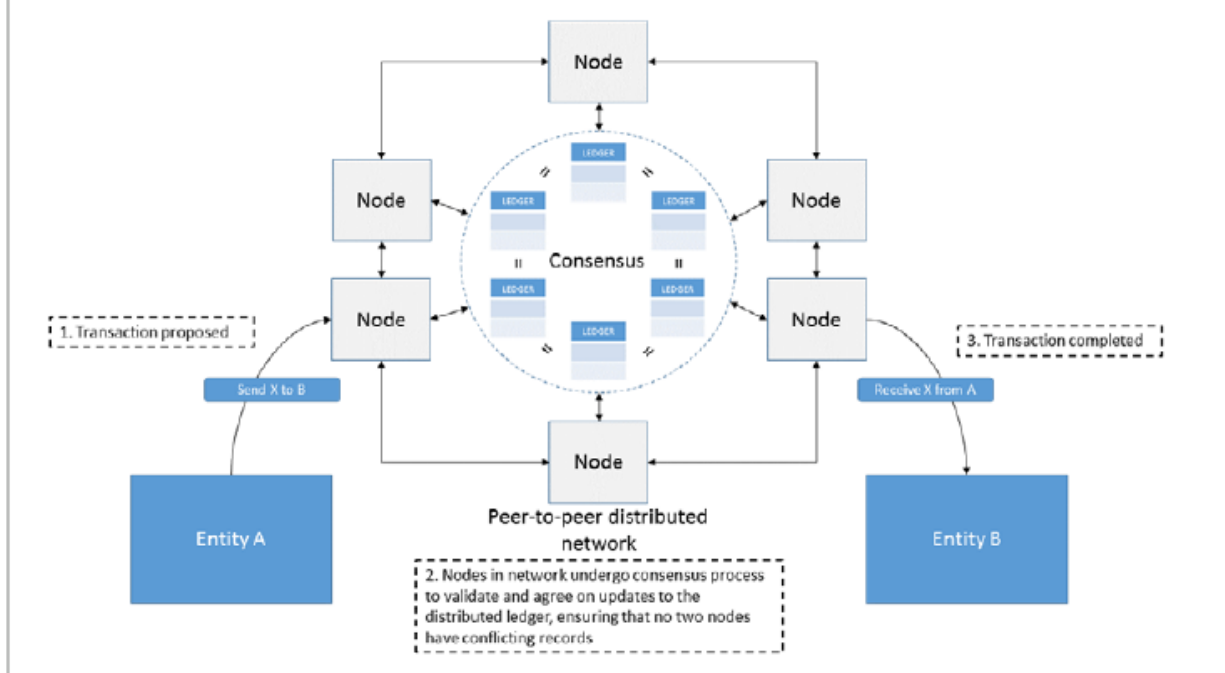 Node
LEDGER
Node
LEDGER
LEDGER
Node
Consensus
LEDGER
LEDGER
1. Transaction proposed
Node
LEDGER
Node
3. Transaction completed
Send X to B
Receive X from A
Node
Entity A
Peer-to-peer distributed
network
Entity B
2. Nodes in network undergo consensus process
to validate and agree on updates to the
distributed ledger, ensuring that no two nodes
have conflicting records